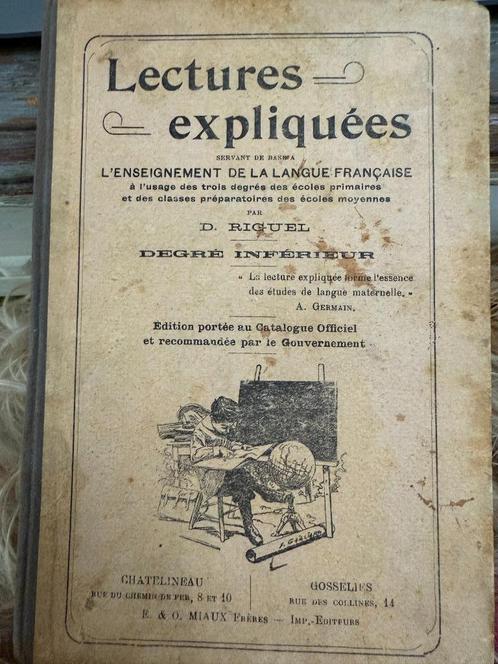 Lectures
expliquées
SERVANT DE BASE A
L'ENSEIGNEMENT DE LA LANGUE FRANÇAISE
à l'usage des trois degrés des écoles primaires
et des classes préparatoires des écoles moyennes
PAR
D. RIGUEL
DEGRÉ INFÉRIEUR
“ La lecture expliquée forme l'essence
des études de langue maternelle. „
A. GERMAIN.
Edition portée au Catalogue Officiel
et recommandée par le Gouvernement
CHATELINEAU
RUE DU CHEMIN DE FER, 8 ET 10
GOSSELIES
RUE DES COLLINES, 14
E. & O. MIAUX FRÈRES — IMP.-EDITEURS